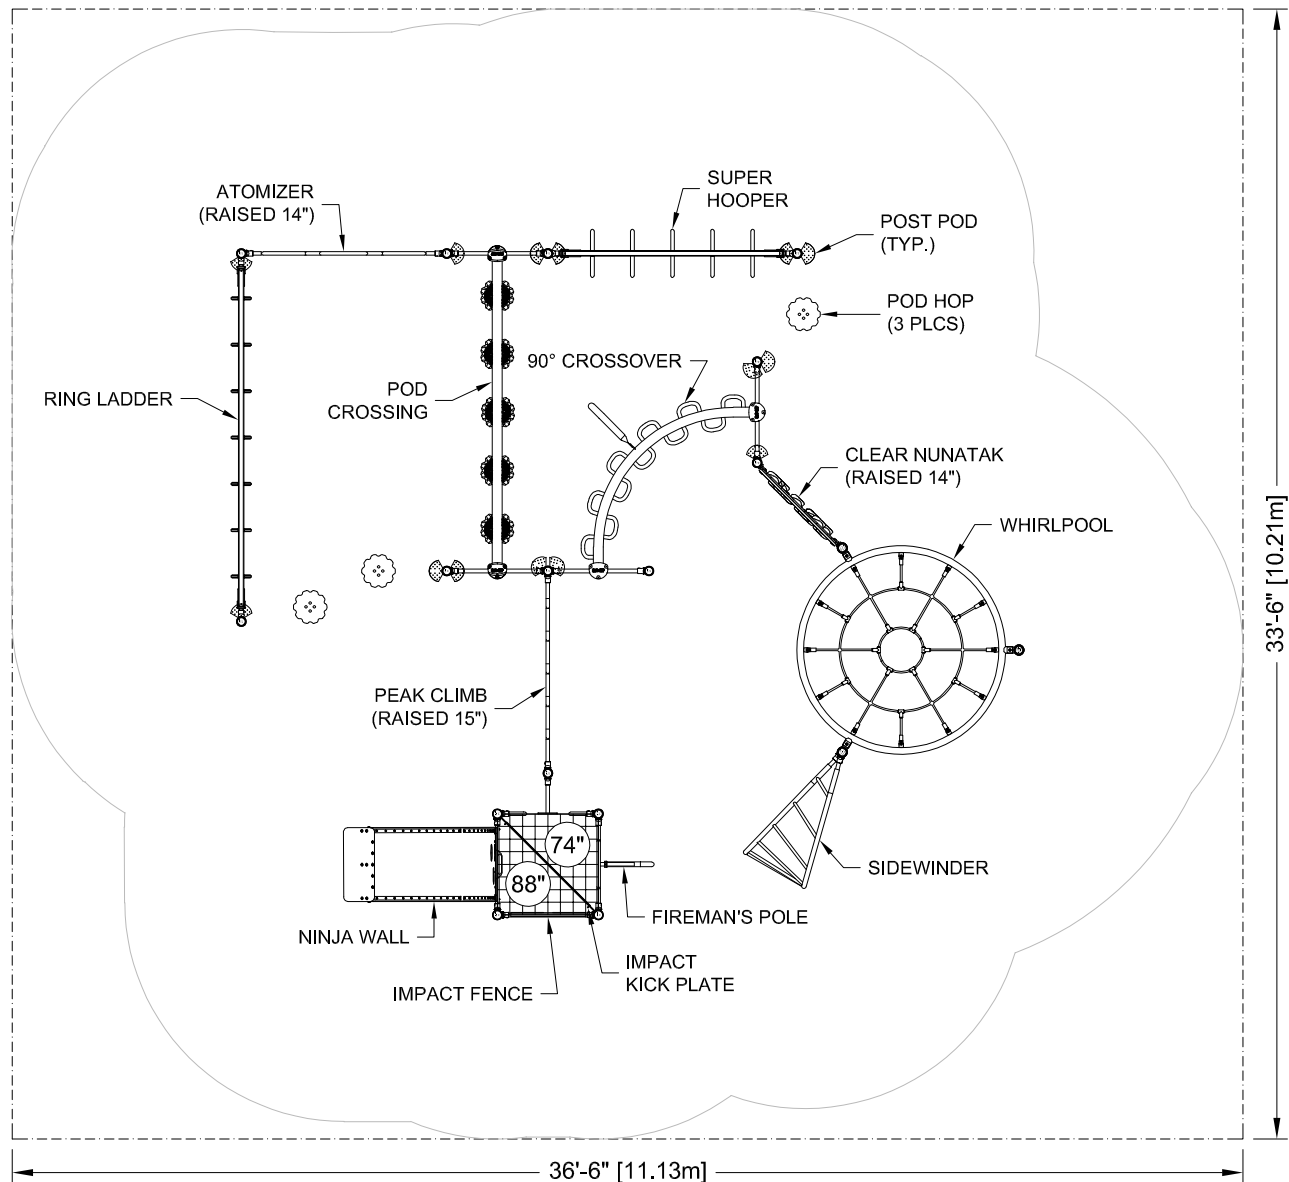 SUPER
HOOPER
ATOMIZER
(RAISED 14")
POST POD
(TYP.)
POD HOP
(3 PLCS)
90° CROSSOVER
POD
CROSSING
RING LADDER
CLEAR NUNATAK
(RAISED 14")
WHIRLPOOL
33'-6" [10.21m]
PEAK CLIMB
(RAISED 15")
74"
88"
SIDEWINDER
FIREMAN'S POLE
NINJA WALL
IMPACT
KICK PLATE
IMPACT FENCE
36'-6" [11.13m]